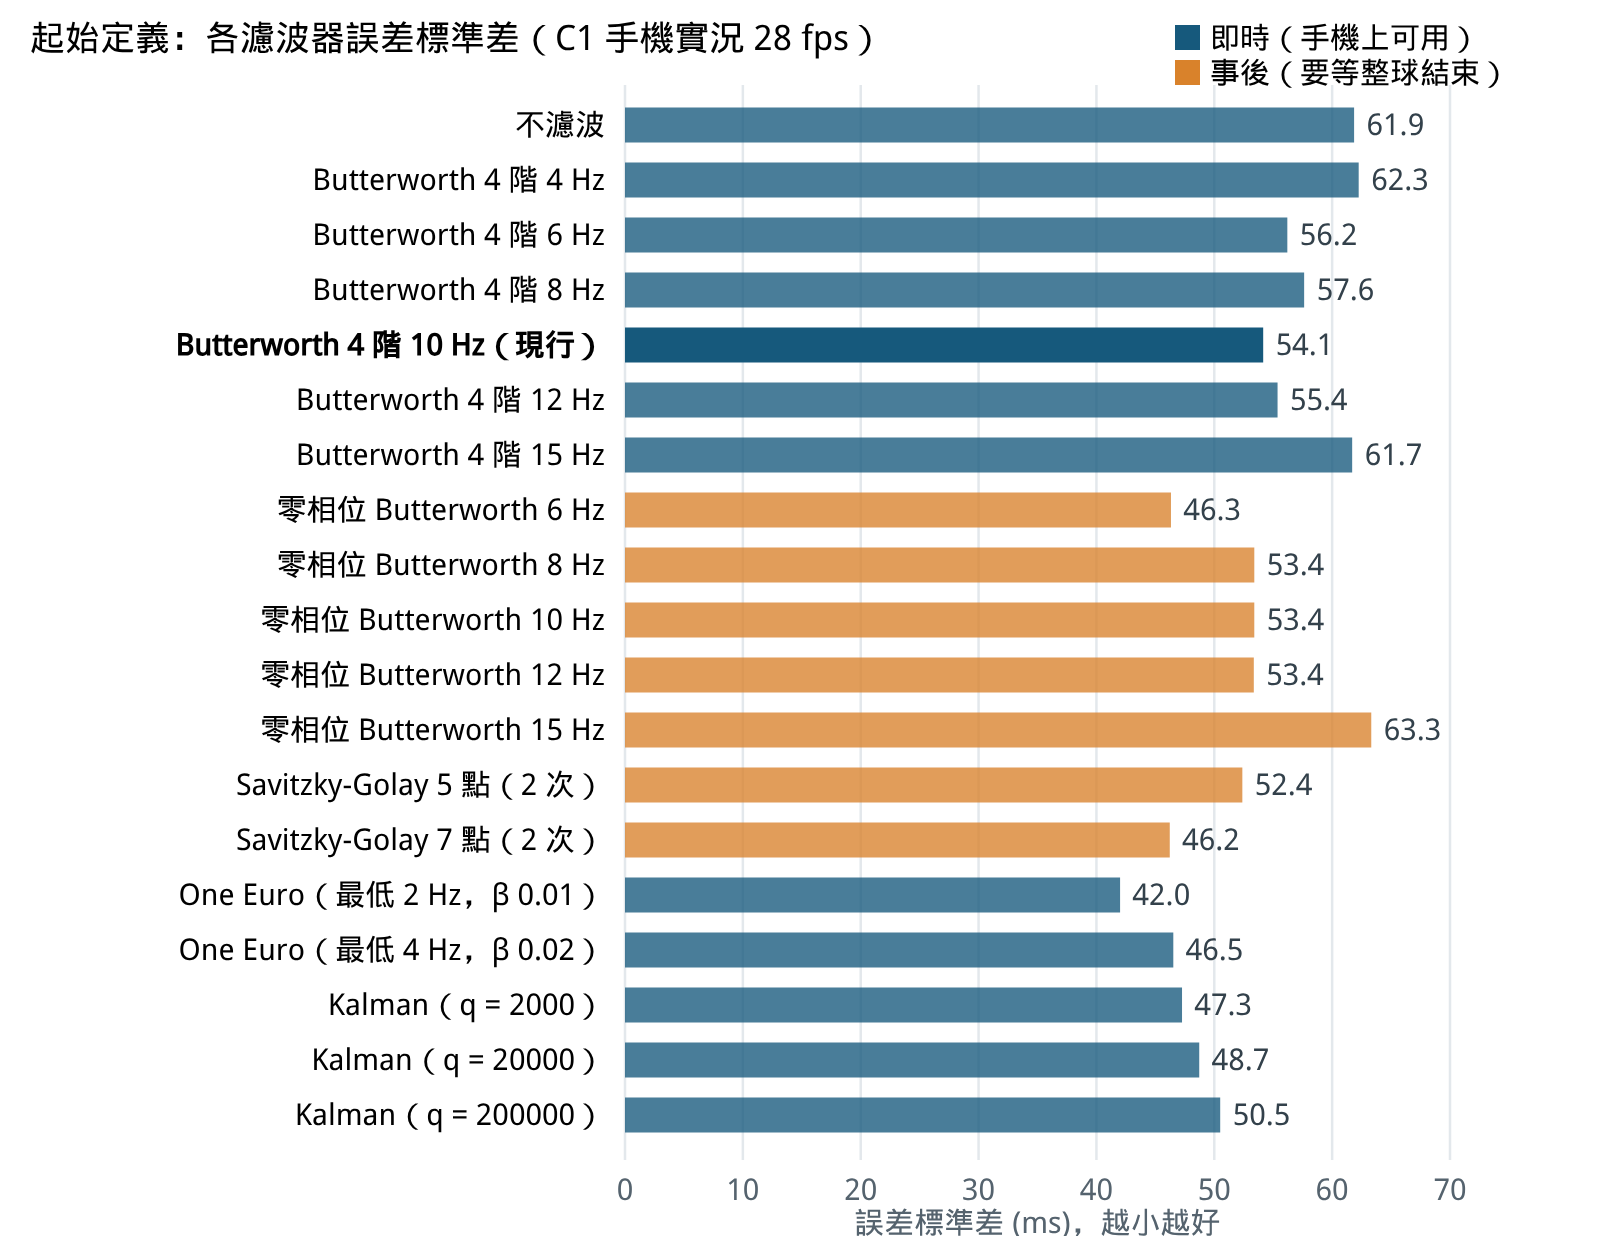 起始定義：各濾波器誤差標準差（C1 手機實況 28 fps）
即時（手機上可用）
事後（要等整球結束）
不濾波 61.9
Butterworth 4 階 4 Hz 62.3
Butterworth 4 階 6 Hz 56.2
Butterworth 4 階 8 Hz 57.6
Butterworth 4 階 10 Hz（現行） 54.1
Butterworth 4 階 12 Hz 55.4
Butterworth 4 階 15 Hz 61.7
零相位 Butterworth 6 Hz 46.3
零相位 Butterworth 8 Hz 53.4
零相位 Butterworth 10 Hz 53.4
零相位 Butterworth 12 Hz 53.4
零相位 Butterworth 15 Hz 63.3
Savitzky-Golay 5 點（2 次） 52.4
Savitzky-Golay 7 點（2 次） 46.2
One Euro（最低 2 Hz，β 0.01） 42.0
One Euro（最低 4 Hz，β 0.02） 46.5
Kalman（q = 2000） 47.3
Kalman（q = 20000） 48.7
Kalman（q = 200000） 50.5
0 10 20 30 40 50 60 70
誤差標準差 (ms)，越小越好